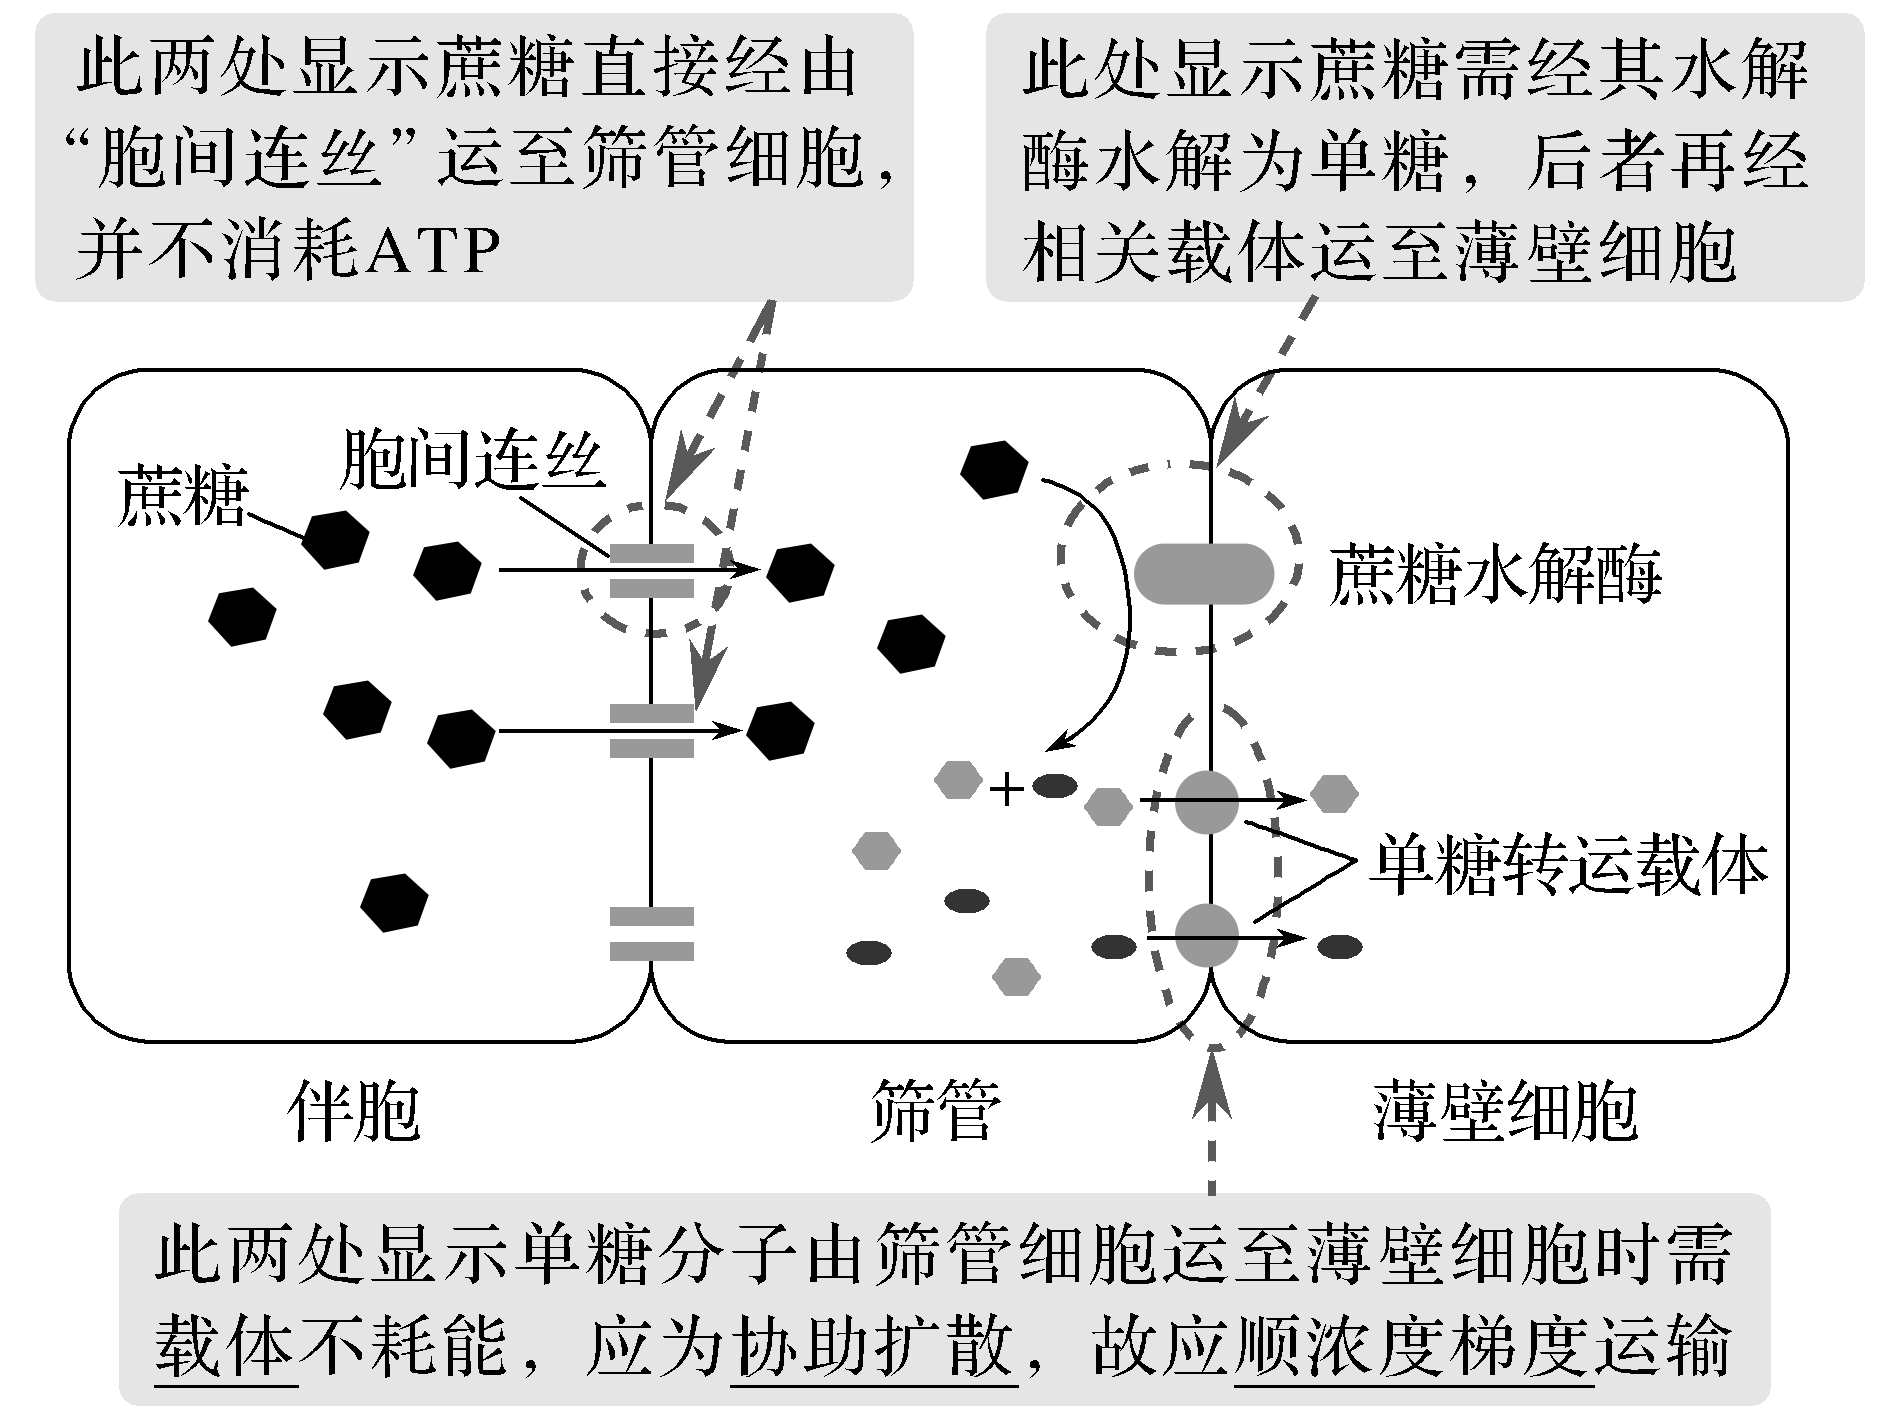 此两处显示蔗糖直接经由
“胞间连丝”运至筛管细胞，
并不消耗ATP
此处显示蔗糖需经其水解
酶水解为单糖，后者再经
相关载体运至薄壁细胞
胞间连丝
蔗糖
蔗糖水解酶
+
单糖转运载体
伴胞
筛管
薄壁细胞
此两处显示单糖分子由筛管细胞运至薄壁细胞时需
载体不耗能，应为协助扩散，故应顺浓度梯度运输